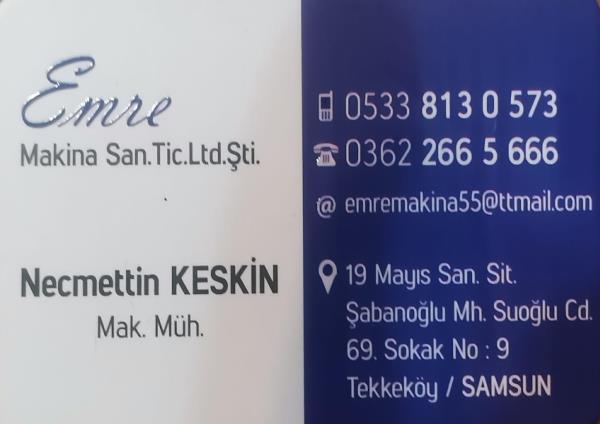 Emre
Makina San.Tic.Ltd.Şti.
Necmettin KESKİN
Mak. Müh.
0533 813 0 573
0362 266 5 666
@ emremakina55@ttmail.com
19 Mayıs San. Sit.
Şabanoğlu Mh. Suoğlu Cd.
69. Sokak No : 9
Tekkeköy / SAMSUN